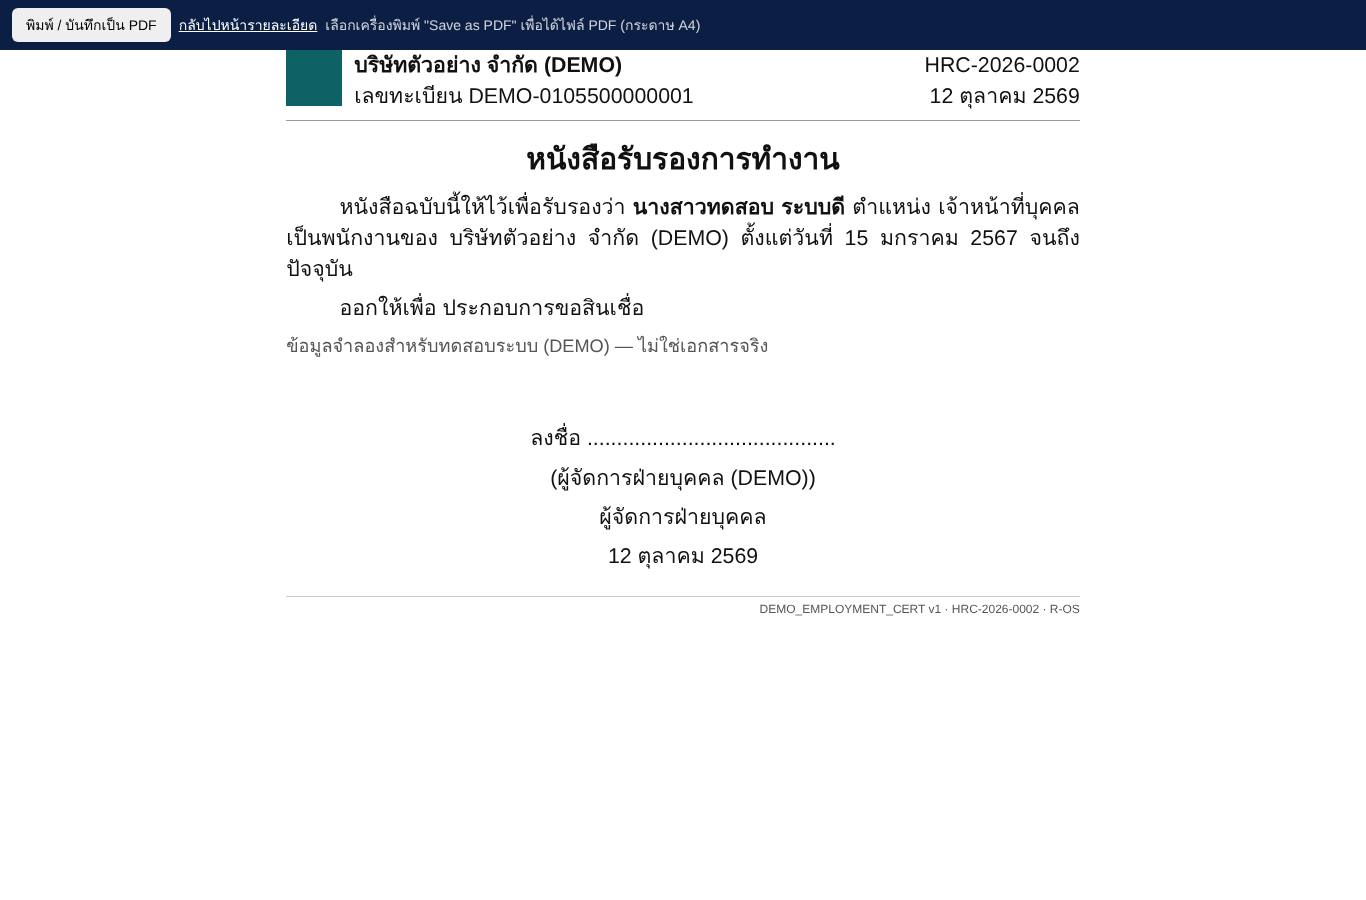 พิมพ์ / บันทึกเป็น PDF กลับไปหน้ารายละเอียด เลือกเครื่องพิมพ์ "Save as PDF" เพื่อได้ไฟล์ PDF (กระดาษ A4)
บริษัทตัวอย่าง จำกัด (DEMO) HRC-2026-0002
เลขทะเบียน DEMO-0105500000001 12 ตุลาคม 2569
หนังสือรับรองการทำงาน
หนังสือฉบับนี้ให้ไว้เพื่อรับรองว่า นางสาวทดสอบ ระบบดี ตำแหน่ง เจ้าหน้าที่บุคคล
เป็นพนักงานของ บริษัทตัวอย่าง จำกัด (DEMO) ตั้งแต่วันที่ 15 มกราคม 2567 จนถึง
ปัจจุบัน
ออกให้เพื่อ ประกอบการขอสินเชื่อ
ข้อมูลจำลองสำหรับทดสอบระบบ (DEMO) — ไม่ใช่เอกสารจริง
ลงชื่อ ..........................................
(ผู้จัดการฝ่ายบุคคล (DEMO))
ผู้จัดการฝ่ายบุคคล
12 ตุลาคม 2569
DEMO_EMPLOYMENT_CERT v1 · HRC-2026-0002 · R-OS